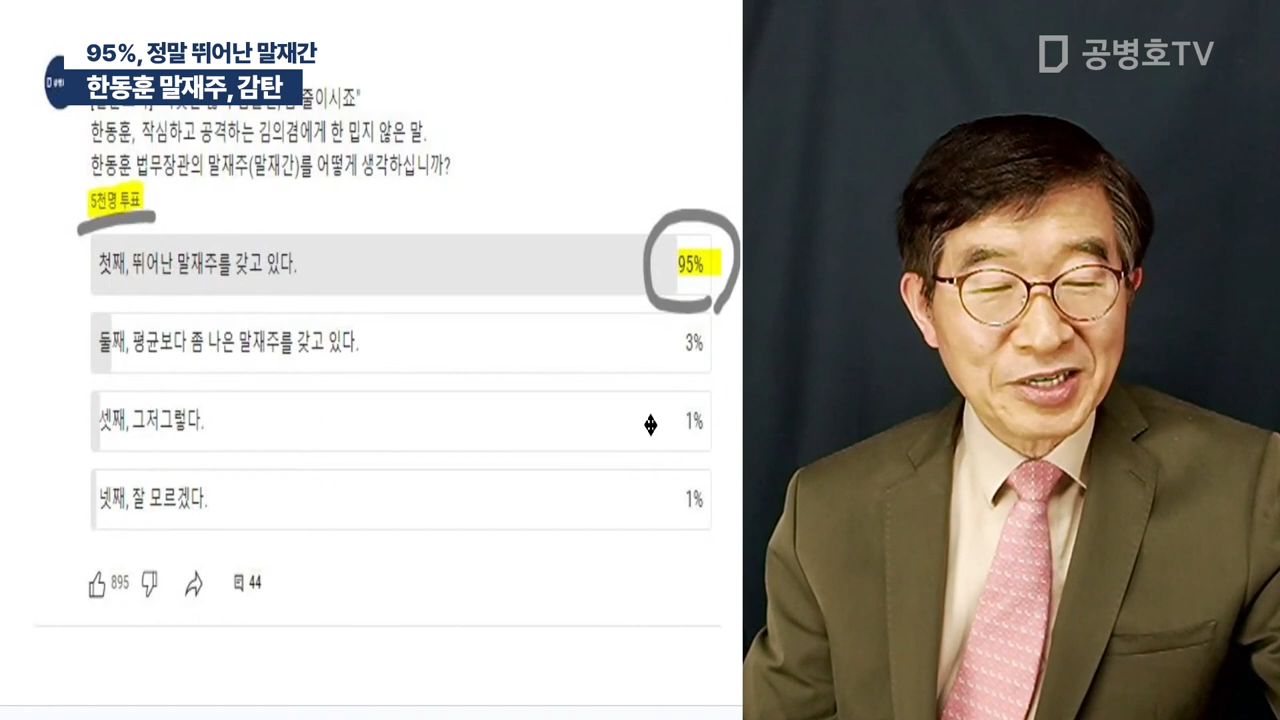 95%, 정말 뛰어난 말재간
한동훈 말재주, 감탄
공병호TV
줄이시죠"
한동훈, 작심하고 공격하는 김의겸에게 한 밉지 않은 말.
한동훈 법무장관의 말재주(말재간)를 어떻게 생각하십니까?
5천명 투표
첫째, 뛰어난 말재주를 갖고 있다. 95%
둘째, 평균보다 좀 나은 말재주를 갖고 있다. 3%
셋째, 그저그렇다. 1%
넷째, 잘 모르겠다. 1%
895 44